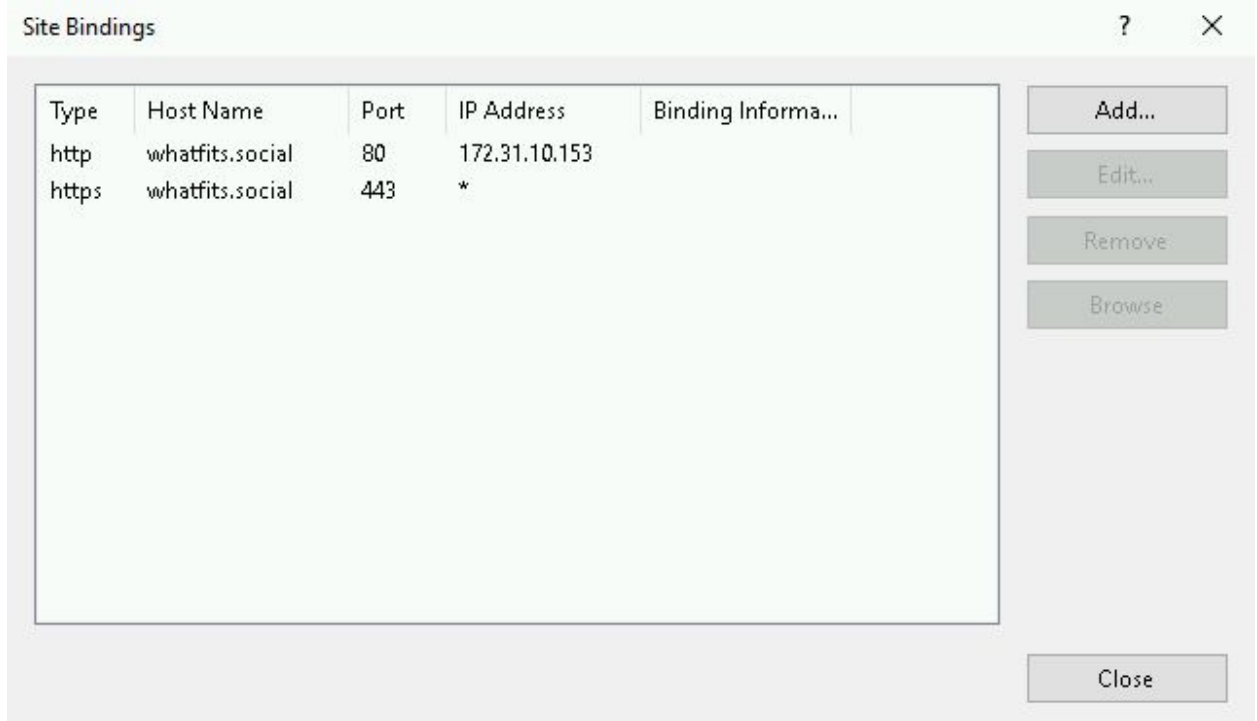 Site Bindings ? ×
Type Host Name Port IP Address Binding Informa...
http whatfits.social 80 172.31.10.153
https whatfits.social 443 *
Add...
Edit...
Remove
Browse
Close